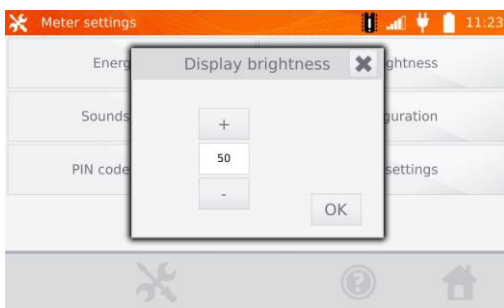 Meter settings 11:23
Display brightness
Energ
ghtness
+
Sounds
guration
50
PIN code
settings
-
OK